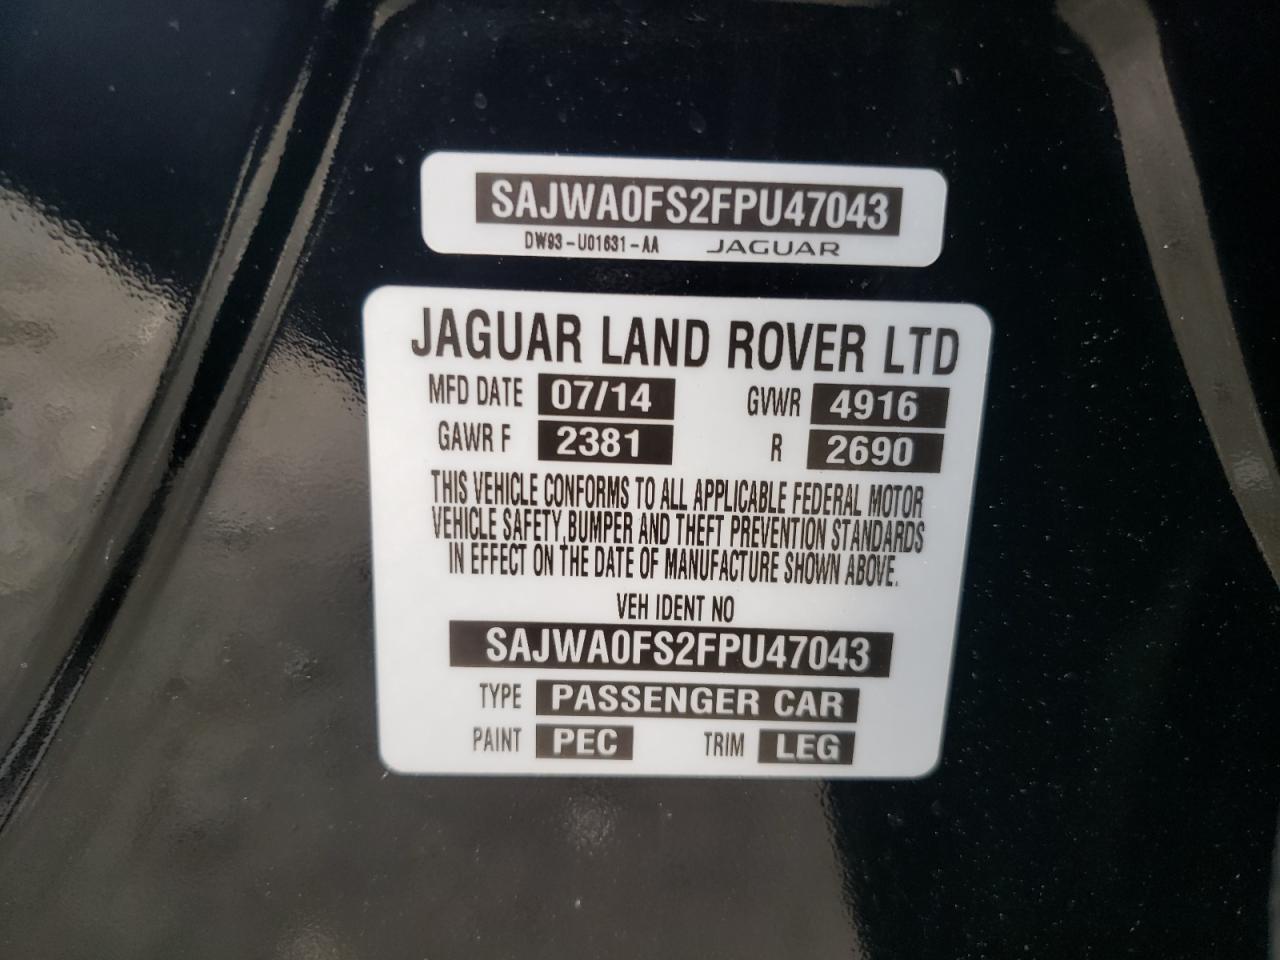 SAJWA0FS2FPU47043
DW93-U01631-AA JAGUAR
JAGUAR LAND ROVER LTD
MFD DATE 07/14 GVWR 4916
GAWR F 2381 R 2690
THIS VEHICLE CONFORMS TO ALL APPLICABLE FEDERAL MOTOR
VEHICLE SAFETY, BUMPER AND THEFT PREVENTION STANDARDS
IN EFFECT ON THE DATE OF MANUFACTURE SHOWN ABOVE.
VEH IDENT NO
SAJWA0FS2FPU47043
TYPE PASSENGER CAR
PAINT PEC TRIM LEG